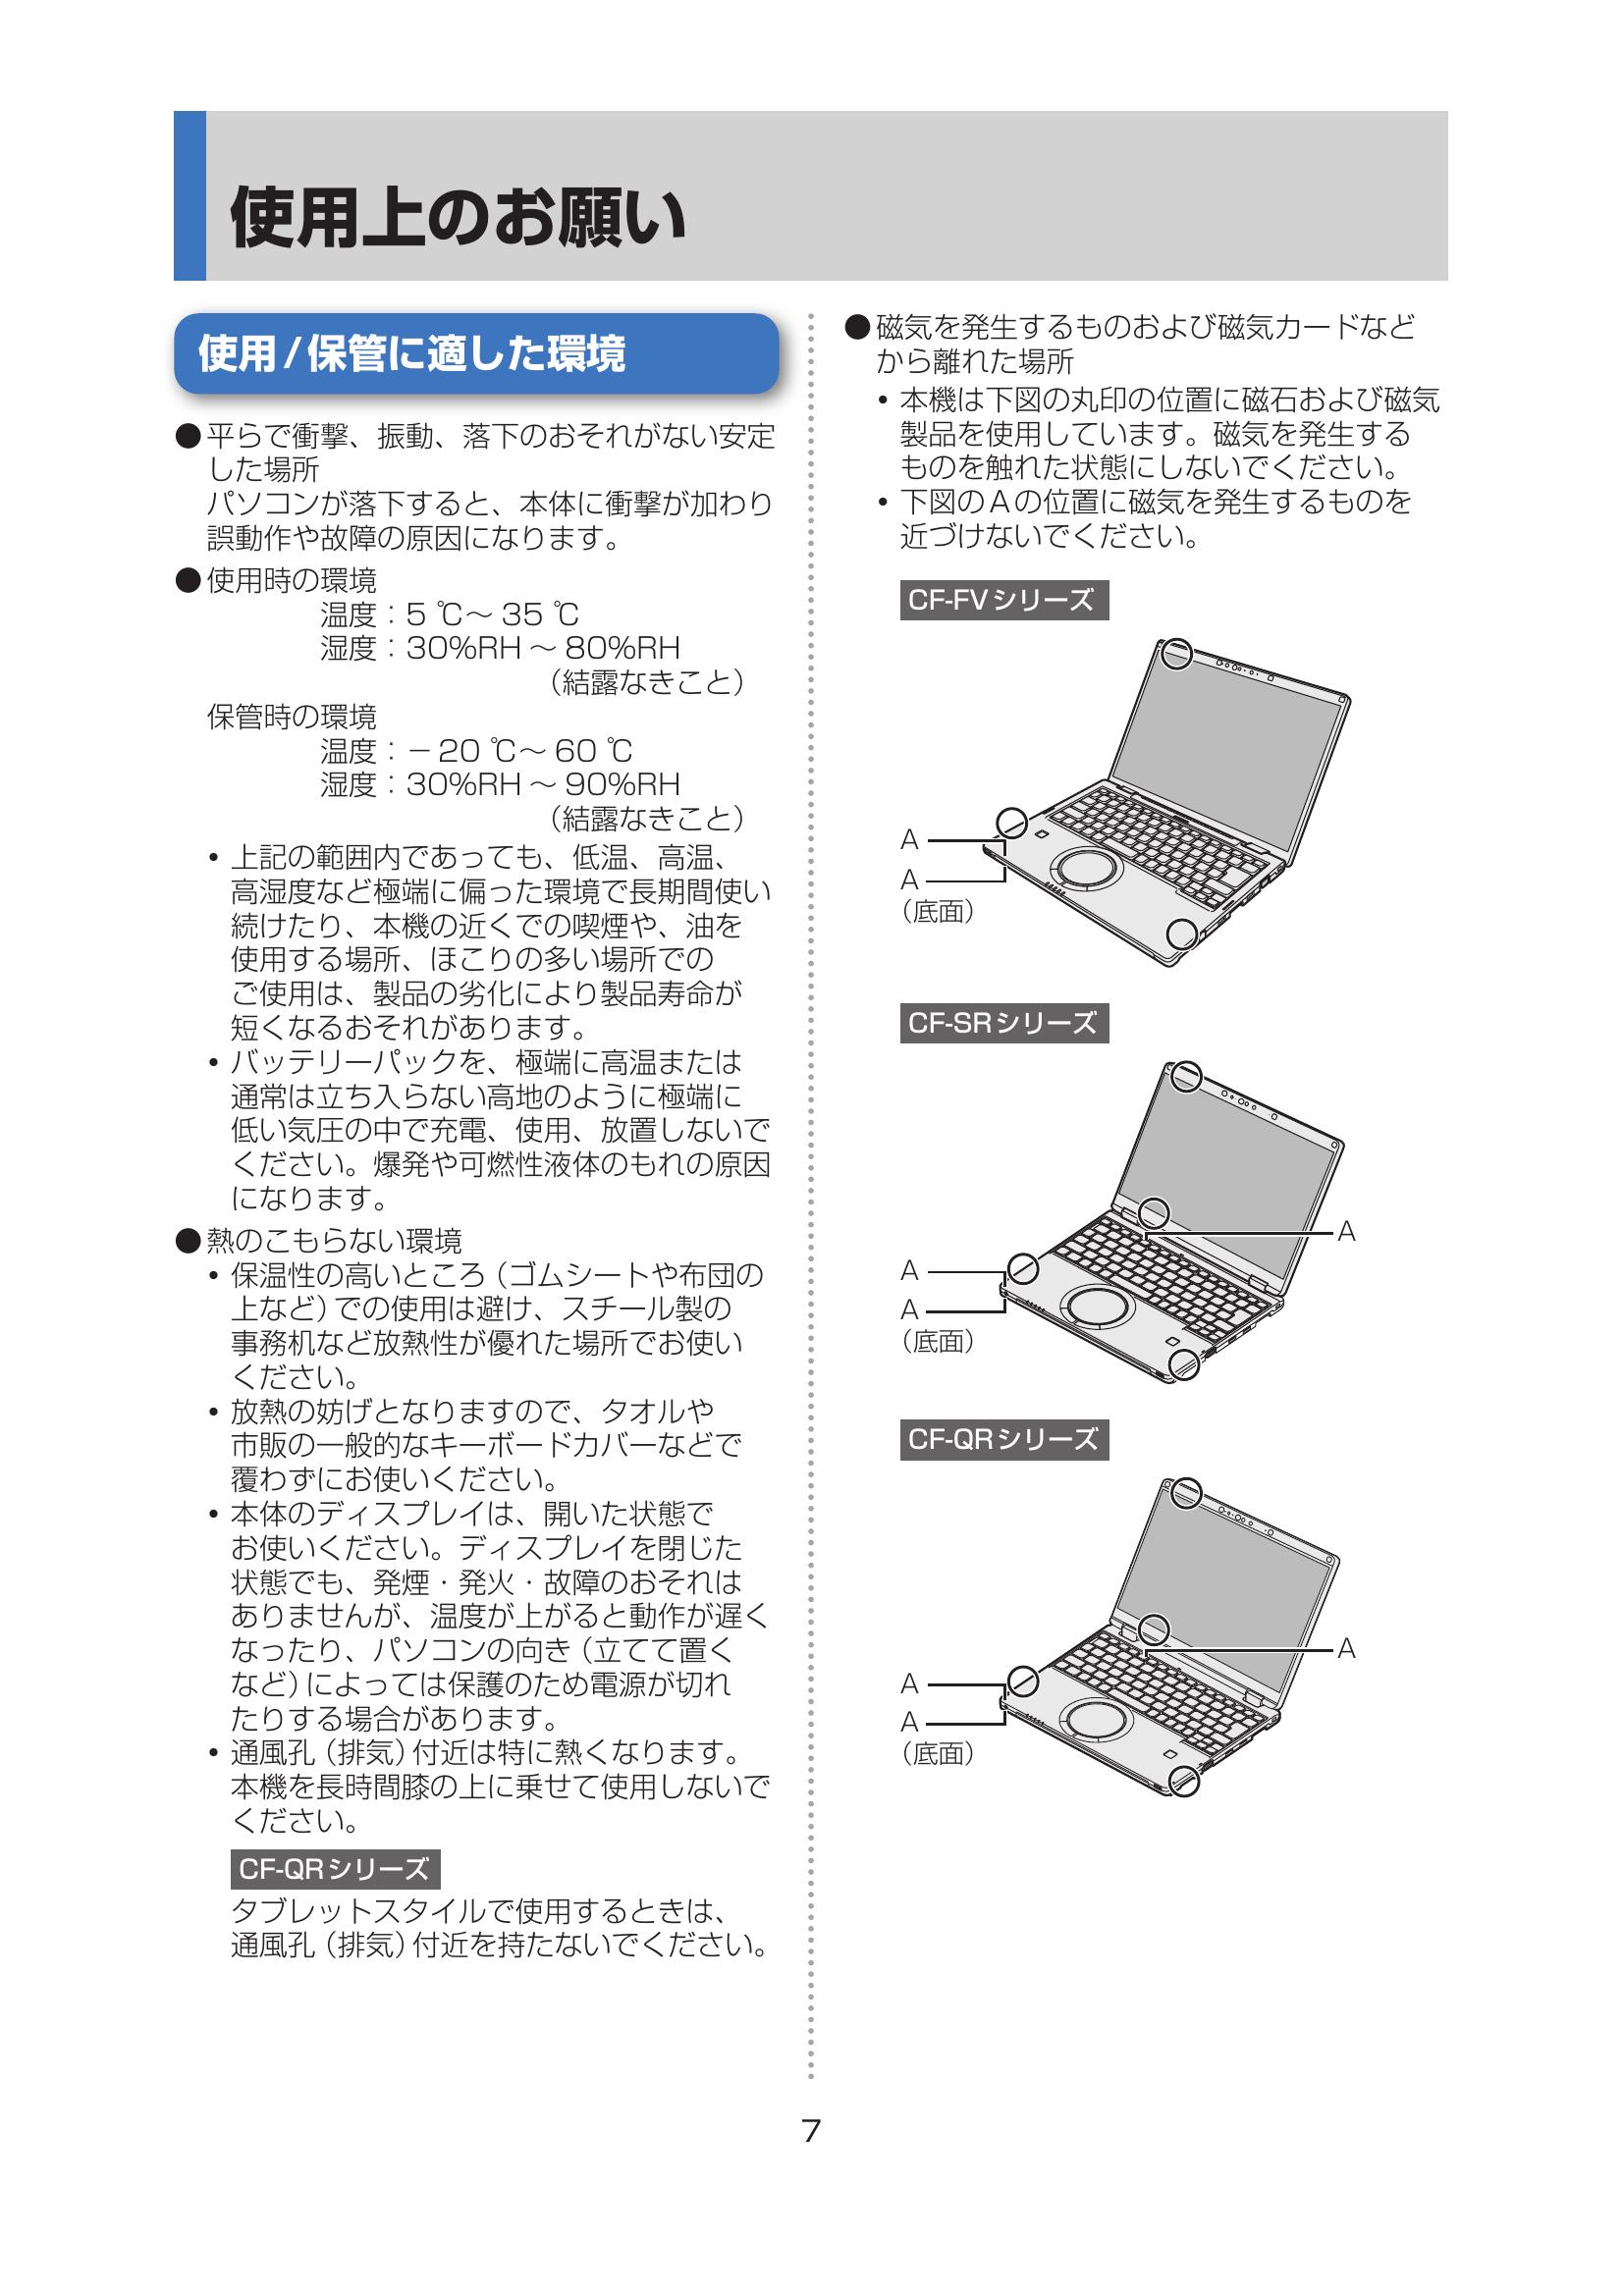 使用上のお願い
使用/保管に適した環境
●平らで衝撃、振動、落下のおそれがない安定
した場所
パソコンが落下すると、本体に衝撃が加わり
誤動作や故障の原因になります。
●使用時の環境
温度:5 ℃~ 35 ℃
湿度:30%RH ~ 80%RH
(結露なきこと)
保管時の環境
温度:-20 ℃~ 60 ℃
湿度:30%RH ~ 90%RH
(結露なきこと)
• 上記の範囲内であっても、低温、高温、
高湿度など極端に偏った環境で長期間使い
続けたり、本機の近くでの喫煙や、油を
使用する場所、ほこりの多い場所での
ご使用は、製品の劣化により製品寿命が
短くなるおそれがあります。
• バッテリーパックを、極端に高温または
通常は立ち入らない高地のように極端に
低い気圧の中で充電、使用、放置しないで
ください。爆発や可燃性液体のもれの原因
になります。
●熱のこもらない環境
• 保温性の高いところ(ゴムシートや布団の
上など)での使用は避け、スチール製の
事務机など放熱性が優れた場所でお使い
ください。
• 放熱の妨げとなりますので、タオルや
市販の一般的なキーボードカバーなどで
覆わずにお使いください。
• 本体のディスプレイは、開いた状態で
お使いください。ディスプレイを閉じた
状態でも、発煙・発火・故障のおそれは
ありませんが、温度が上がると動作が遅く
なったり、パソコンの向き(立てて置く
など)によっては保護のため電源が切れ
たりする場合があります。
• 通風孔(排気)付近は特に熱くなります。
本機を長時間膝の上に乗せて使用しないで
ください。
CF-QRシリーズ
タブレットスタイルで使用するときは、
通風孔(排気)付近を持たないでください。
●磁気を発生するものおよび磁気カードなど
から離れた場所
• 本機は下図の丸印の位置に磁石および磁気
製品を使用しています。磁気を発生する
ものを触れた状態にしないでください。
• 下図のAの位置に磁気を発生するものを
近づけないでください。
CF-FVシリーズ
A
A
(底面)
CF-SRシリーズ
A
A
A
(底面)
CF-QRシリーズ
A
A
A
(底面)
7